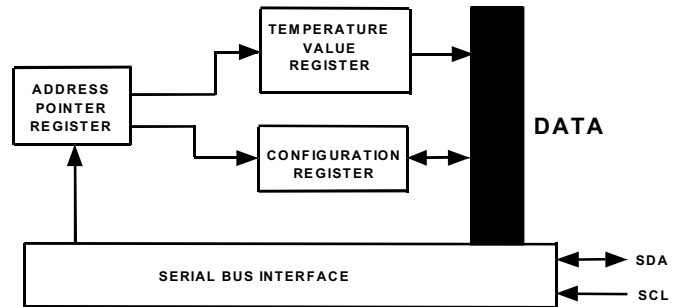 TEMPERATURE
VALUE
REGISTER
ADDRESS
POINTER
REGISTER
DATA
CONFIGURATION
REGISTER
SERIAL BUS INTERFACE
SDA
SCL